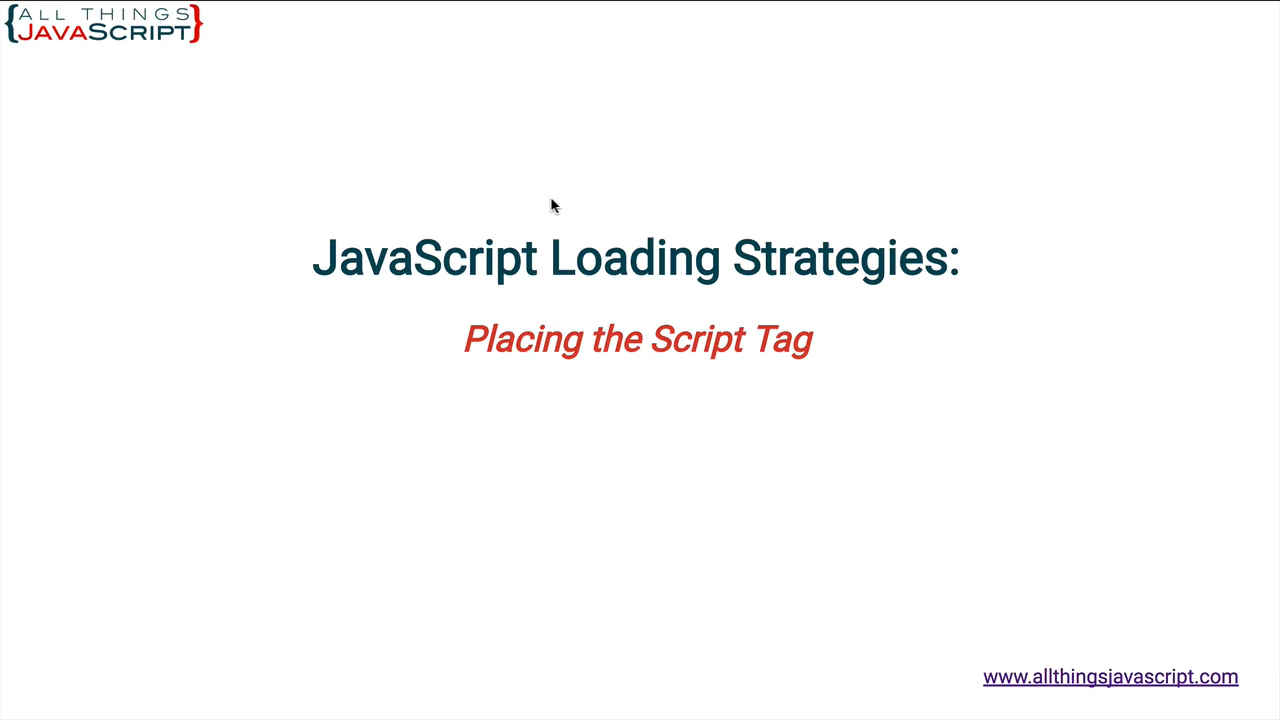 {ALL THINGS
JAVASCRIPT}
JavaScript Loading Strategies:
Placing the Script Tag
www.allthingsjavascript.com